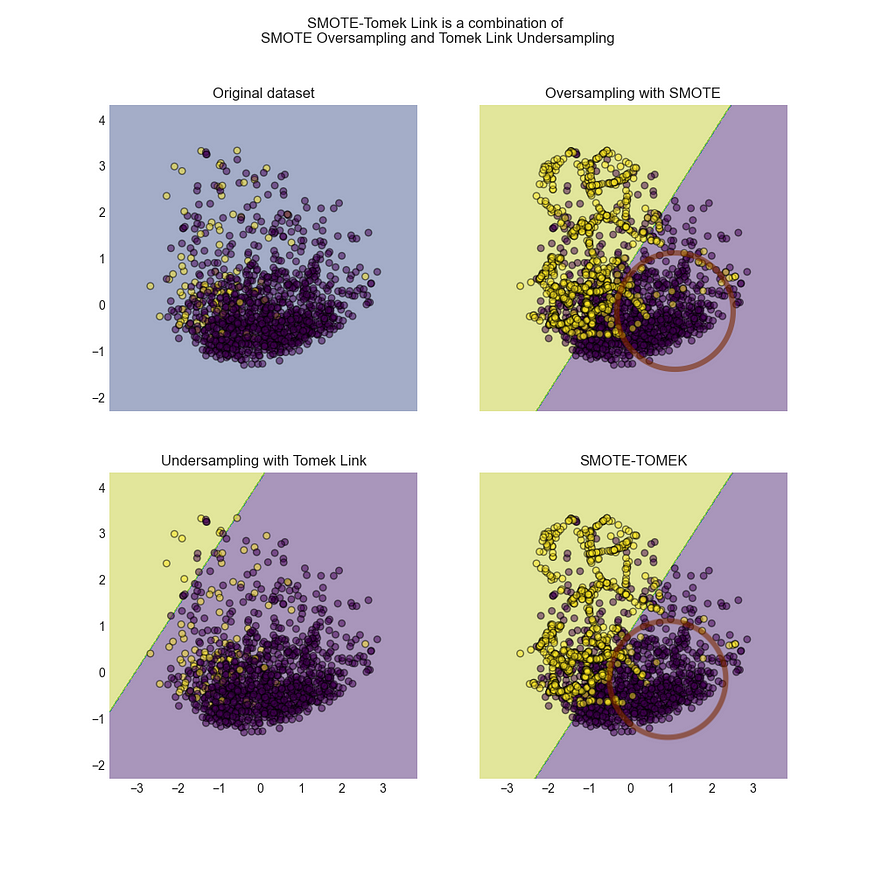 SMOTE-Tomek Link is a combination of
SMOTE Oversampling and Tomek Link Undersampling
Original dataset
4
3
2
1
0
−1
−2
Oversampling with SMOTE
Undersampling with Tomek Link
4
3
2
1
0
−1
−2
−3 −2 −1 0 1 2 3
SMOTE-TOMEK
−3 −2 −1 0 1 2 3